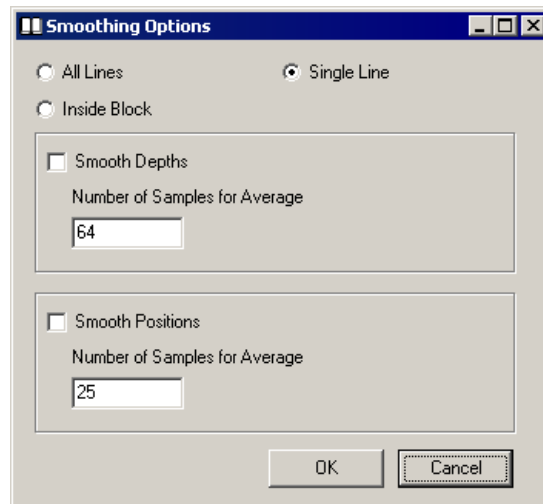 Smoothing Options
All Lines Single Line
Inside Block
Smooth Depths
Number of Samples for Average
64
Smooth Positions
Number of Samples for Average
25
OK Cancel